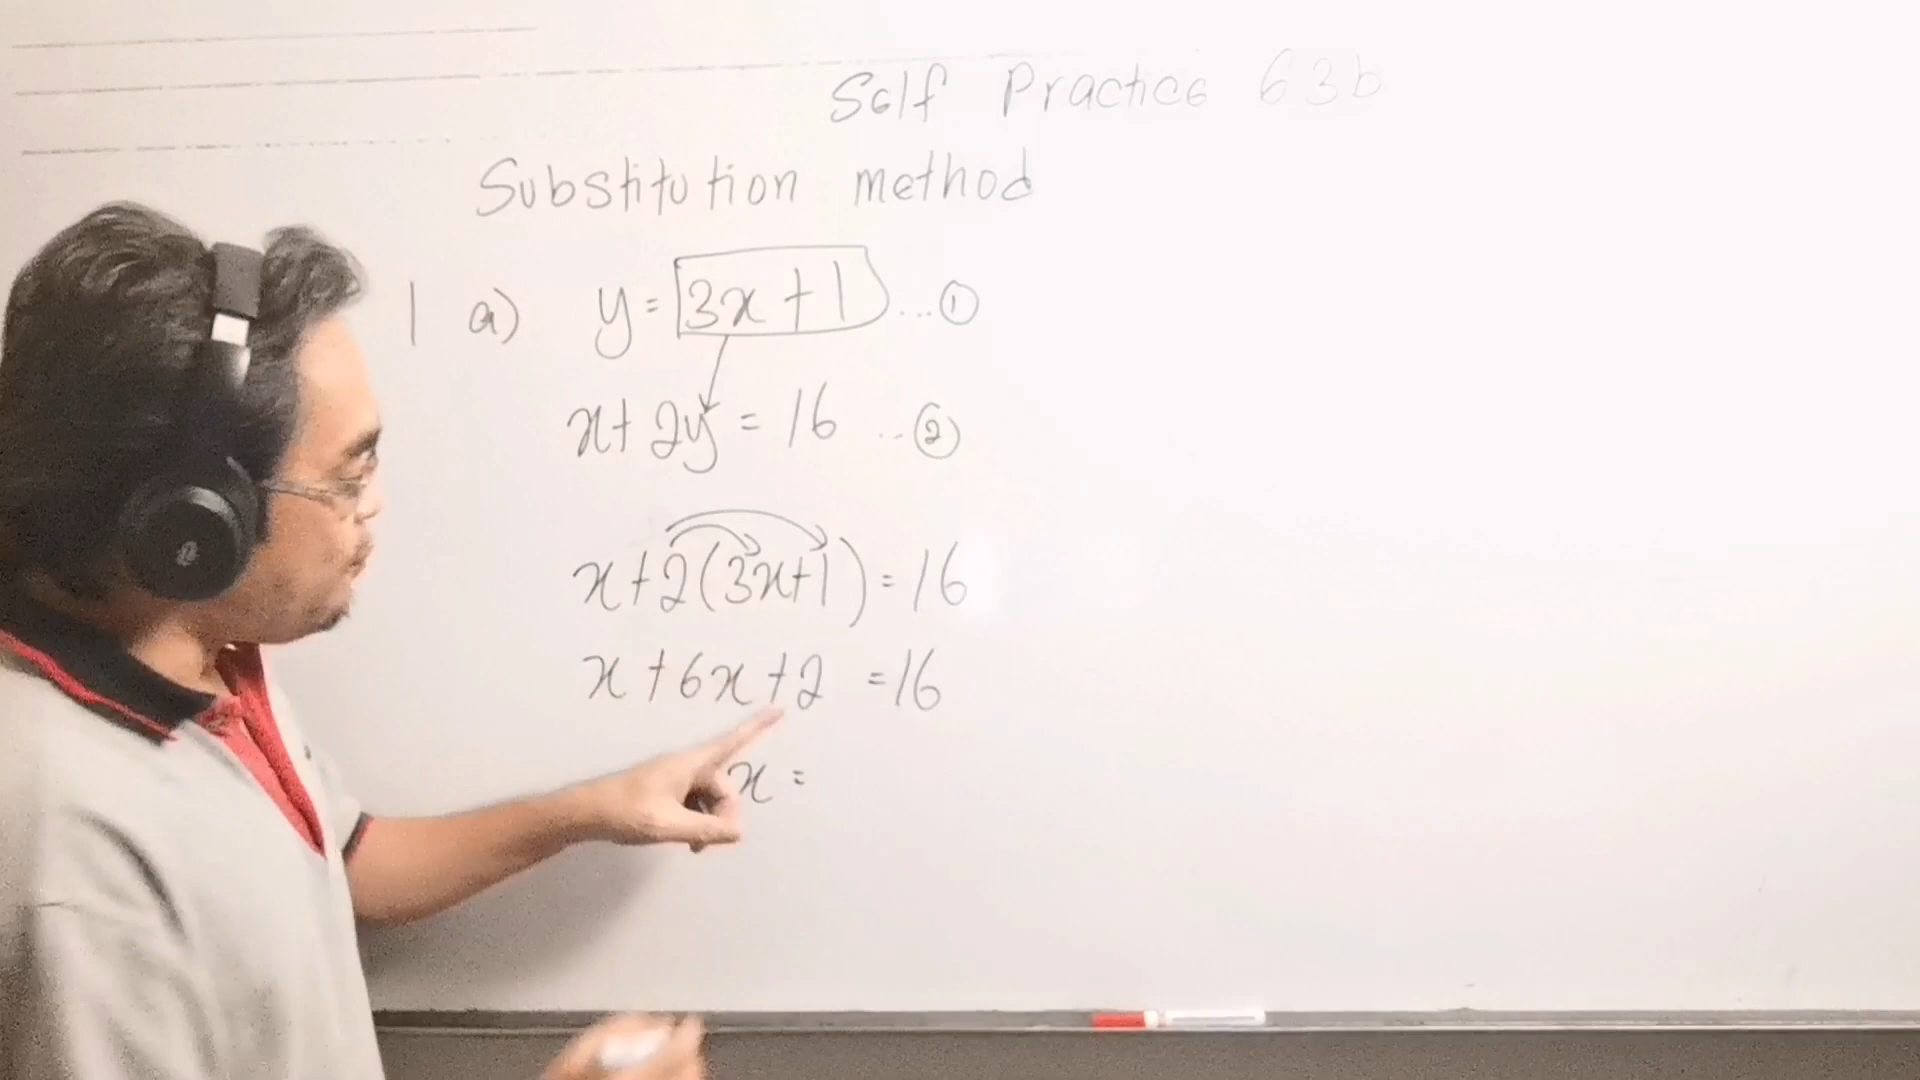 Self Practice 6 3b
Substitution method
1 a) y = 3x + 1 ... ①
x + 2y = 16 .. ②
x + 2(3x+1) = 16
x + 6x + 2 = 16
x =